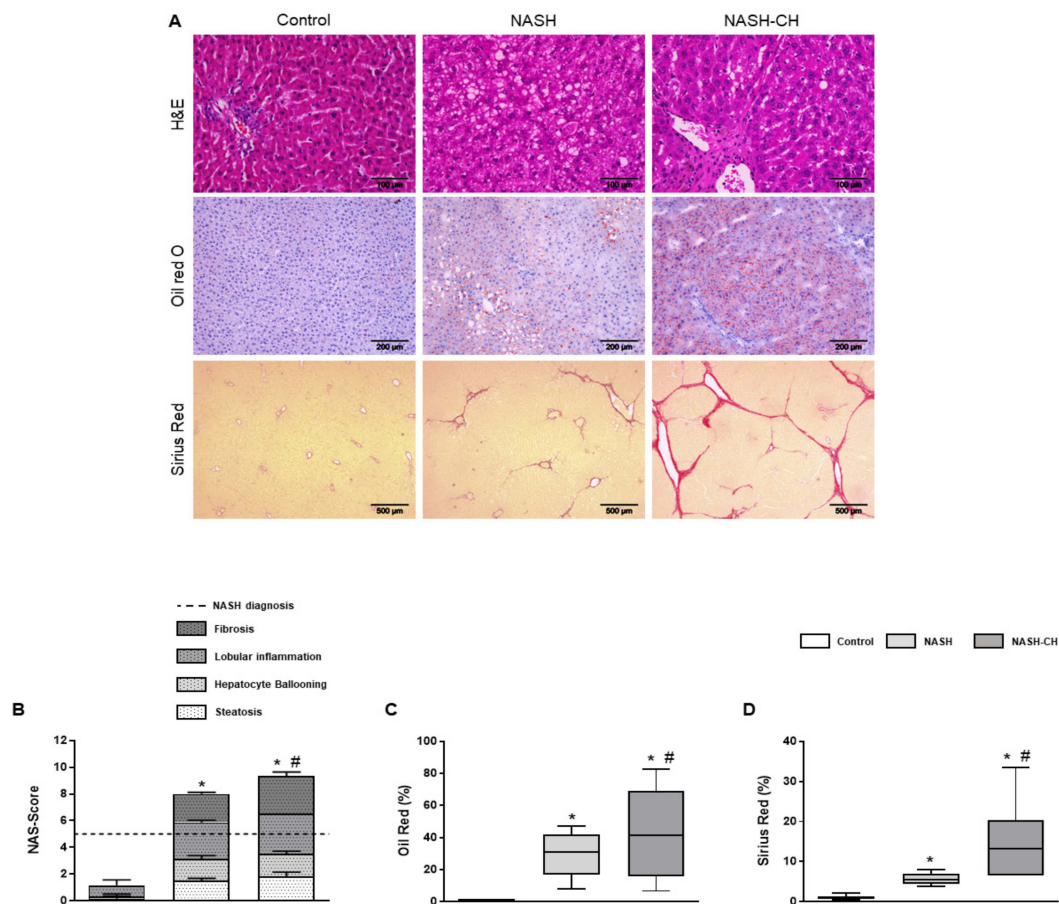 A
Control NASH NASH-CH
H&E
100 µm 100 µm 100 µm
Oil red O
200 µm 200 µm 200 µm
Sirius Red
500 µm 500 µm 500 µm
NASH diagnosis
Fibrosis
Lobular inflammation
Hepatocyte Ballooning
Steatosis
Control NASH NASH-CH
B
NAS-Score
12
10
8
6
4
2
0
*
* #
C
Oil Red (%)
100
80
60
40
20
0
*
* #
D
Sirius Red (%)
40
30
20
10
0
*
* #